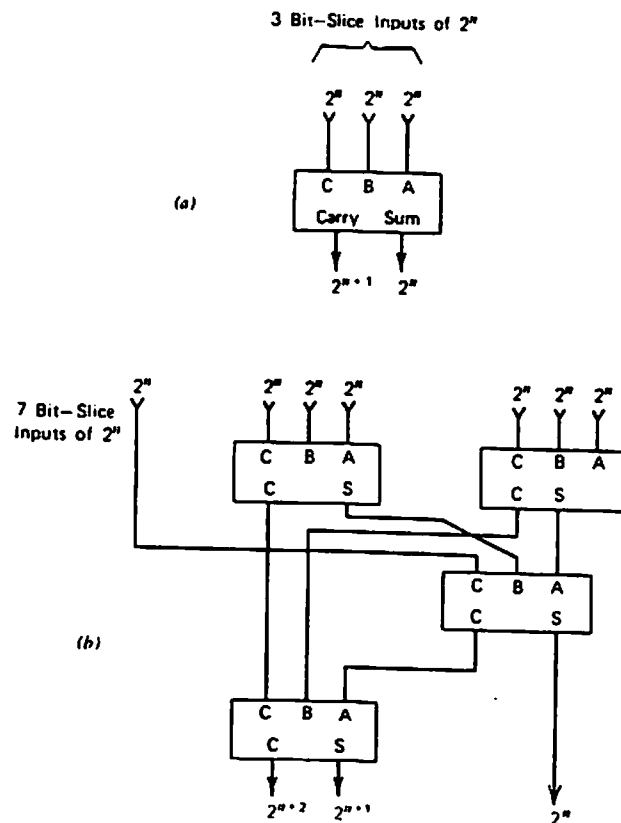 3 Bit-Slice Inputs of 2ⁿ
2ⁿ 2ⁿ 2ⁿ
C B A
(a)
Carry Sum
2ⁿ⁺¹ 2ⁿ
2ⁿ 2ⁿ 2ⁿ 2ⁿ 2ⁿ 2ⁿ 2ⁿ
7 Bit-Slice
Inputs of 2ⁿ
C B A C B A
C S C S
C B A
C S
(b)
C B A
C S
2ⁿ⁺² 2ⁿ⁺¹ 2ⁿ